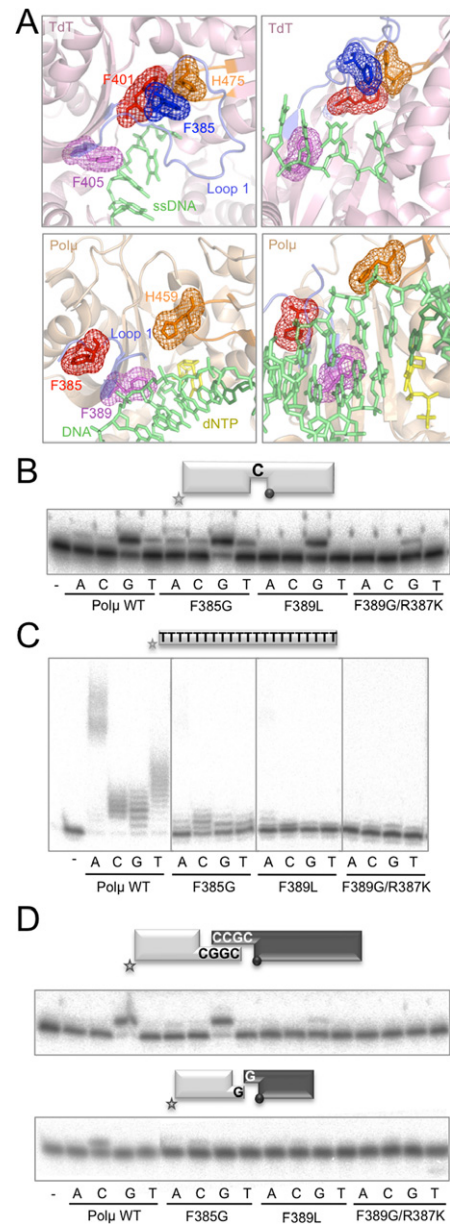 A
TdT
F401
H475
F385
F405
Loop 1
ssDNA
TdT
Polμ
H459
Loop 1
F385
F389
DNA
dNTP
Polμ
B
C
- A C G T A C G T A C G T A C G T
Polμ WT F385G F389L F389G/R387K
C
TTTTTTTTTTTTTTTTTTTT
- A C G T A C G T A C G T A C G T
Polμ WT F385G F389L F389G/R387K
D
CCGC
CGGC
G
G
- A C G T A C G T A C G T A C G T
Polμ WT F385G F389L F389G/R387K